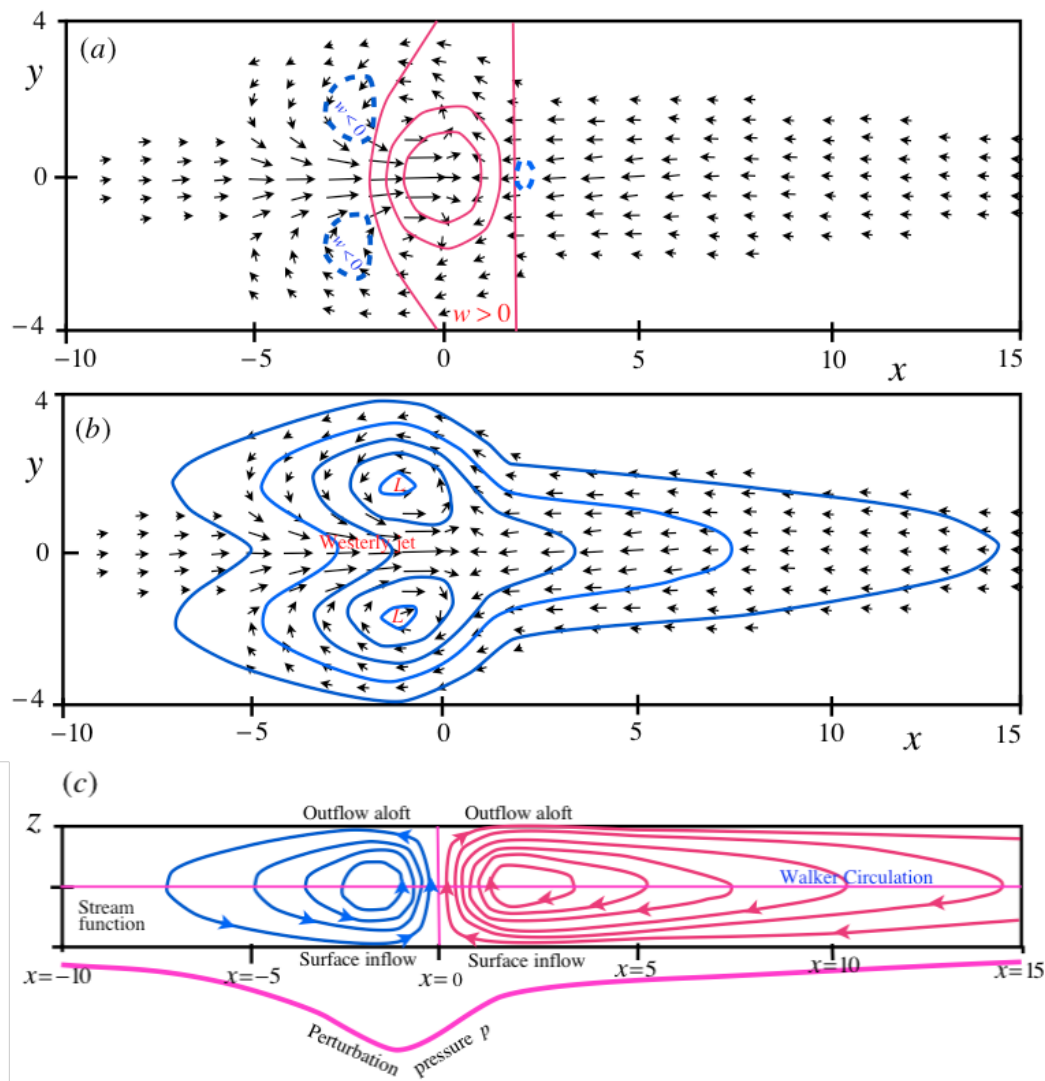 (a)
4
y
0
−4
w<0
w<0
w > 0
−10
−5
0
5
10
15
x
(b)
4
y
0
−4
L
Westerly jet
L
−10
−5
0
5
10
15
x
(c)
z
Outflow aloft
Outflow aloft
Walker Circulation
Stream
function
Surface inflow
Surface inflow
x=−10
x=−5
x= 0
x=5
x=10
x=15
Perturbation pressure p